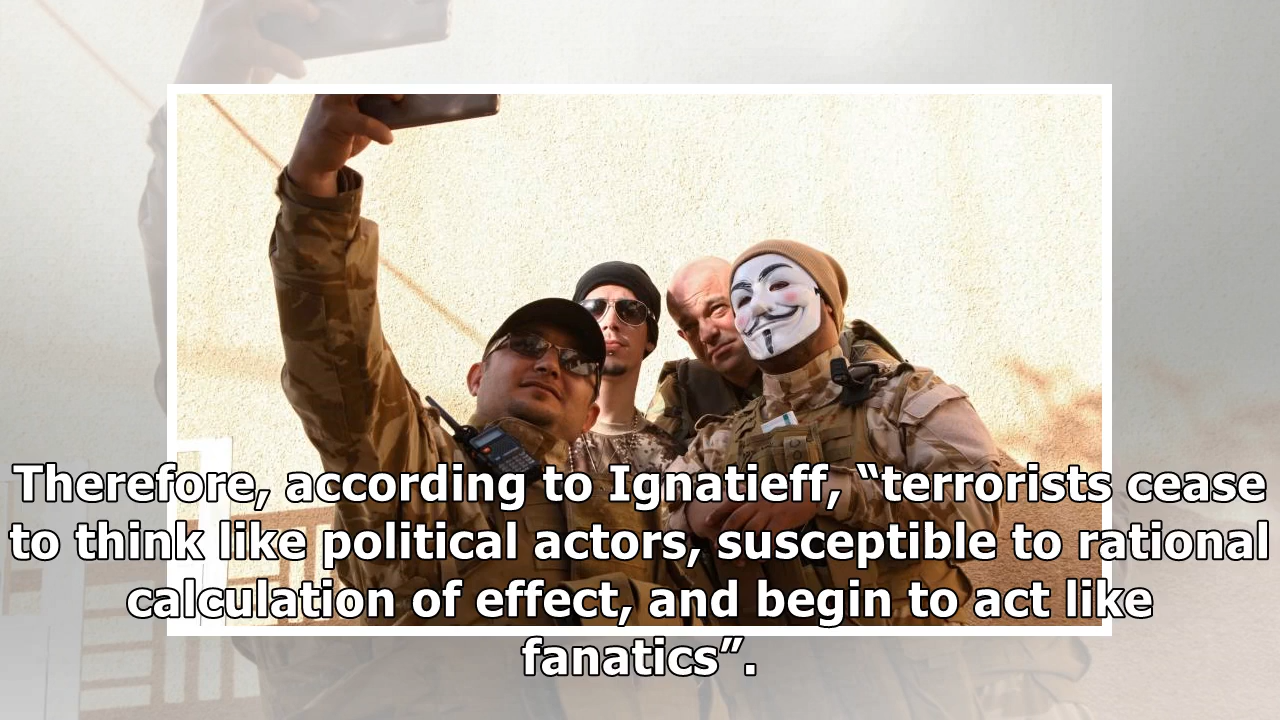 Therefore, according to Ignatieff, “terrorists cease
to think like political actors, susceptible to rational
calculation of effect, and begin to act like
fanatics”.